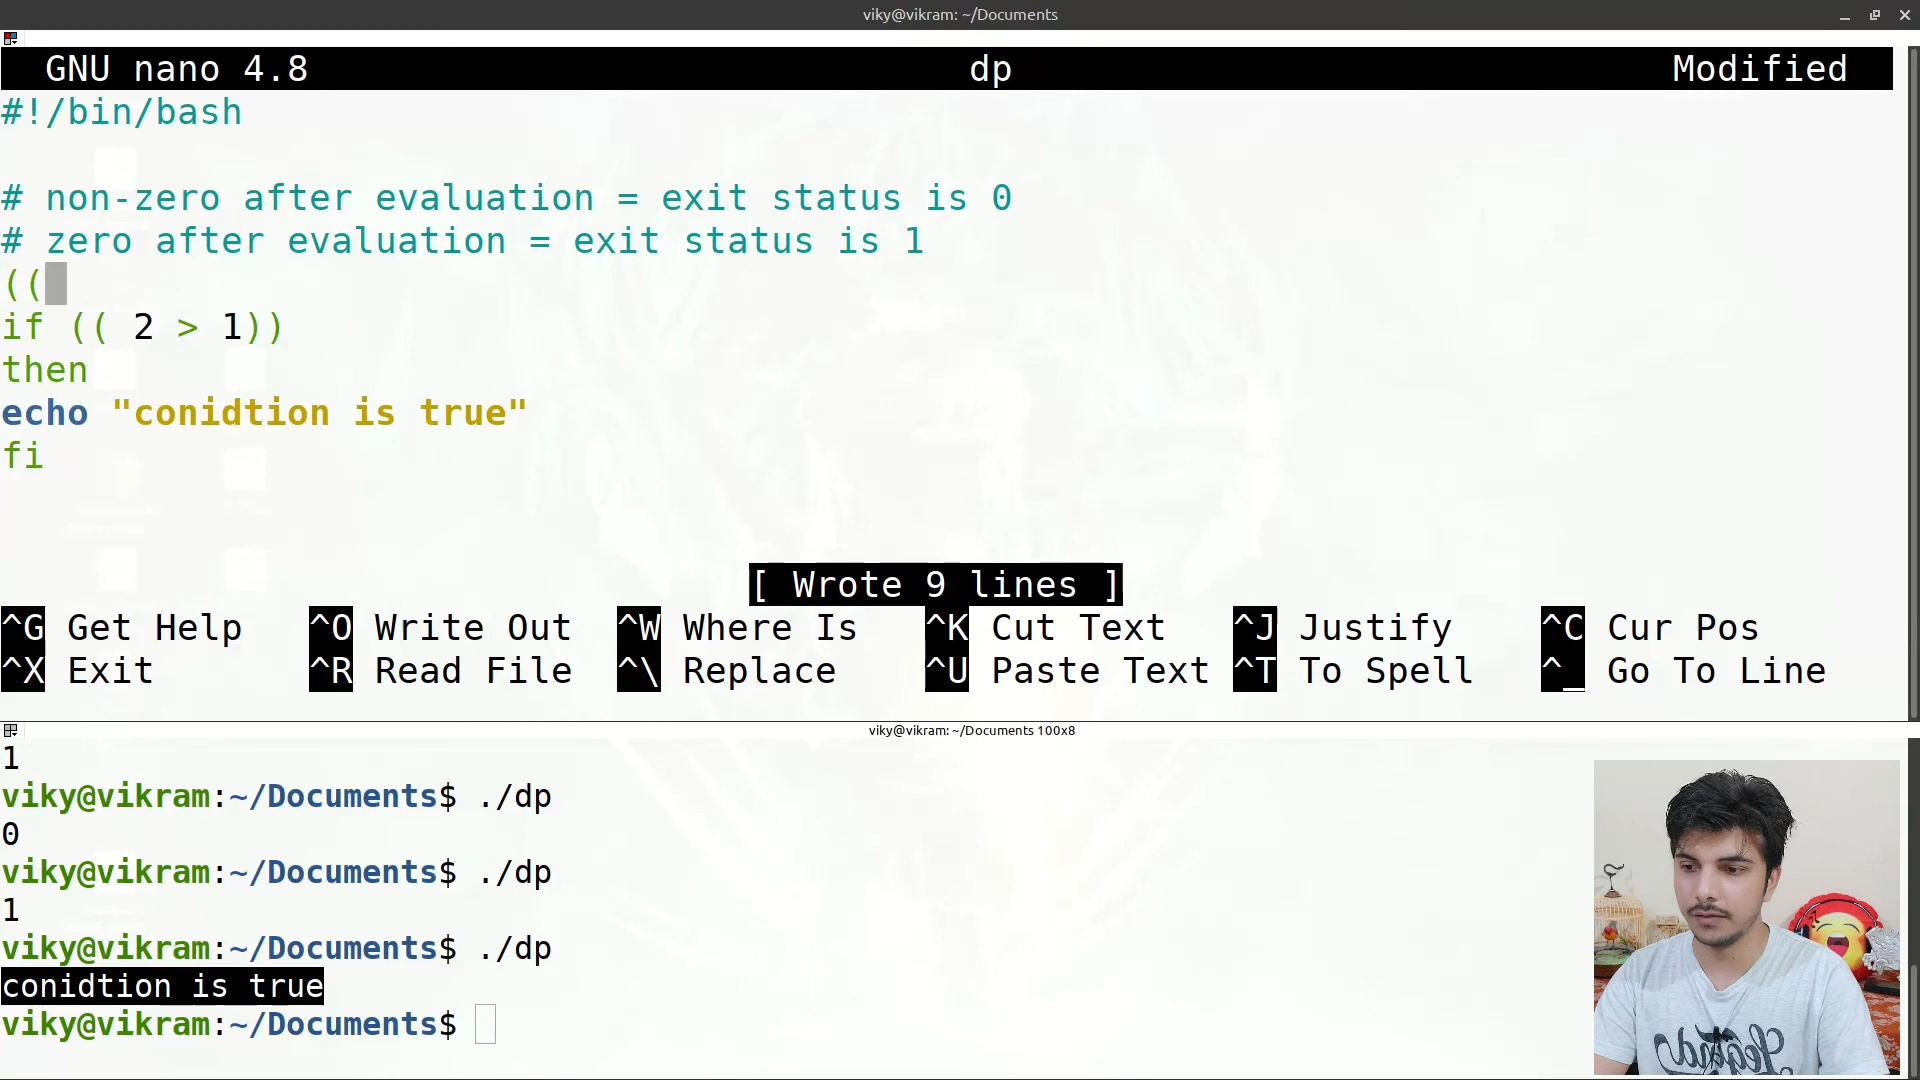 viky@vikram: ~/Documents
GNU nano 4.8 dp Modified
#!/bin/bash
# non-zero after evaluation = exit status is 0
# zero after evaluation = exit status is 1
((
if (( 2 > 1))
then
echo "conidtion is true"
fi
[ Wrote 9 lines ]
^G Get Help ^O Write Out ^W Where Is ^K Cut Text ^J Justify ^C Cur Pos
^X Exit ^R Read File ^\ Replace ^U Paste Text ^T To Spell ^_ Go To Line
viky@vikram: ~/Documents 100x8
1
viky@vikram:~/Documents$ ./dp
0
viky@vikram:~/Documents$ ./dp
1
viky@vikram:~/Documents$ ./dp
conidtion is true
viky@vikram:~/Documents$